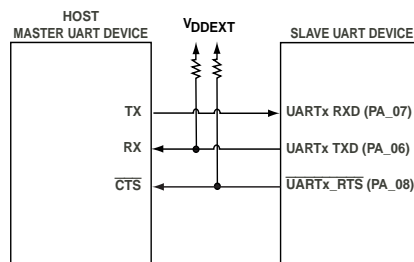 HOST
MASTER UART DEVICE
VDDEXT
SLAVE UART DEVICE
TX
UARTx RXD (PA_07)
RX
UARTx TXD (PA_06)
CTS
UARTx_RTS (PA_08)